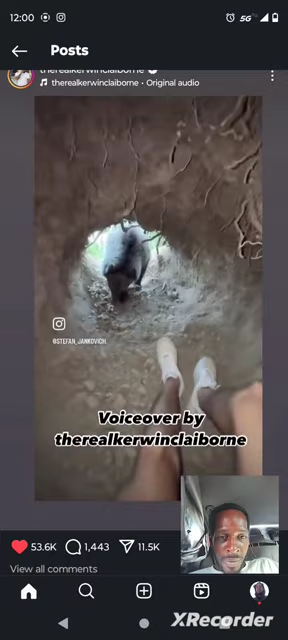 12:00
5G
Posts
therealkerwinclaiborne
therealkerwinclaiborne • Original audio
@STEFAN_JANKOVICH_
Voiceover by
therealkerwinclaiborne
53.6K
1,443
11.5K
View all comments
XRecorder